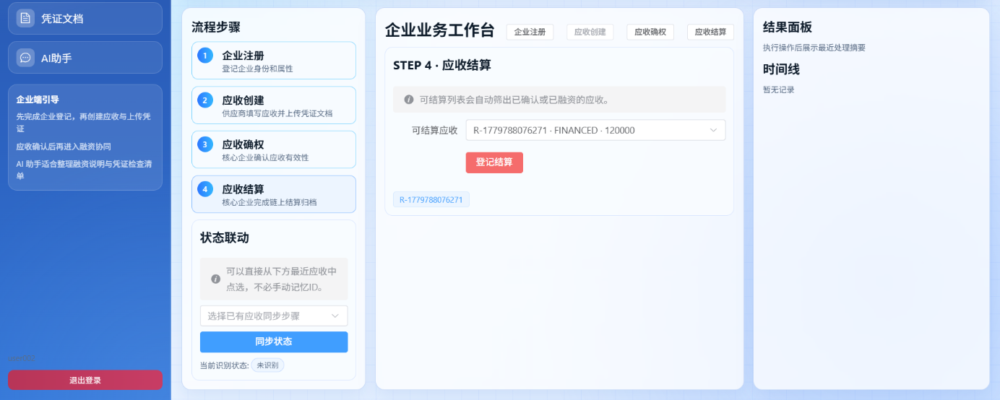 凭证文档
AI助手
企业端引导
先完成企业登记，再创建应收与上传凭
证
应收确认后再进入融资协同
AI 助手适合整理融资说明与凭证检查清
单
退出登录
流程步骤
1
企业注册
登记企业身份和属性
2
应收创建
供应商填写应收并上传凭证文档
3
应收确权
核心企业确认应收有效性
4
应收结算
核心企业完成链上结算归档
状态联动
可以直接从下方最近应收中
点选，不必手动记忆ID。
选择已有应收同步步骤
同步状态
当前识别状态: 未识别
企业业务工作台
企业注册
应收创建
应收确权
应收结算
STEP 4 · 应收结算
可结算列表会自动筛出已确认或已融资的应收。
可结算应收
R-1779788076271 · FINANCED · 120000
登记结算
R-1779788076271
结果面板
执行操作后展示最近处理摘要
时间线
暂无记录